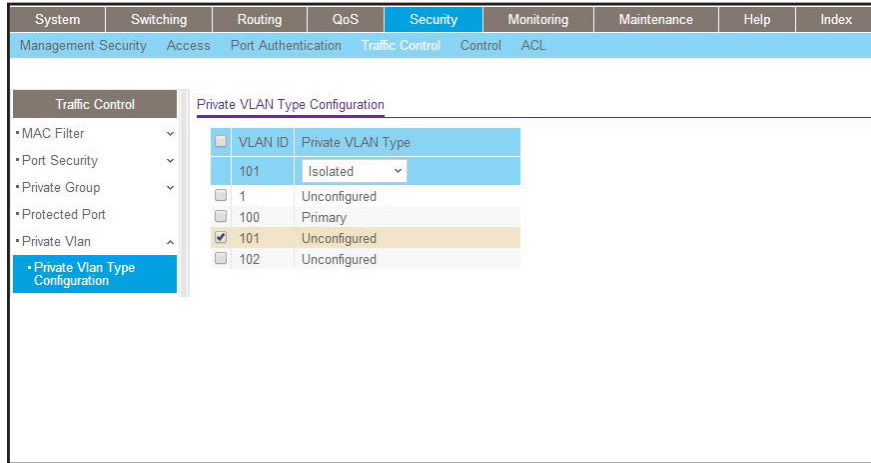 System Switching Routing QoS Security Monitoring Maintenance Help Index
Management Security Access Port Authentication Traffic Control Control ACL
Traffic Control
MAC Filter
Port Security
Private Group
Protected Port
Private Vlan
Private Vlan Type
Configuration
Private VLAN Type Configuration
VLAN ID Private VLAN Type
101 Isolated
1 Unconfigured
100 Primary
101 Unconfigured
102 Unconfigured